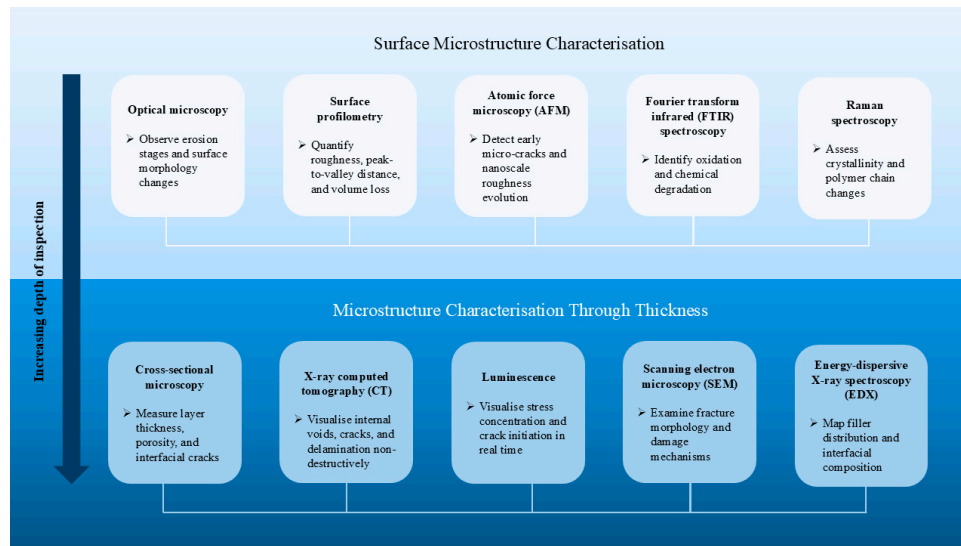 Surface Microstructure Characterisation
Optical microscopy
➢ Observe erosion
stages and surface
morphology
changes
Surface
profilometry
➢ Quantify
roughness, peak-
to-valley distance,
and volume loss
Atomic force
microscopy (AFM)
➢ Detect early
micro-cracks and
nanoscale
roughness
evolution
Fourier transform
infrared (FTIR)
spectroscopy
➢ Identify oxidation
and chemical
degradation
Raman
spectroscopy
➢ Assess
crystallinity and
polymer chain
changes
Increasing depth of inspection
Microstructure Characterisation Through Thickness
Cross-sectional
microscopy
➢ Measure layer
thickness,
porosity, and
interfacial cracks
X-ray computed
tomography (CT)
➢ Visualise internal
voids, cracks, and
delamination non-
destructively
Luminescence
➢ Visualise stress
concentration and
crack initiation in
real time
Scanning electron
microscopy (SEM)
➢ Examine fracture
morphology and
damage
mechanisms
Energy-dispersive
X-ray spectroscopy
(EDX)
➢ Map filler
distribution and
interfacial
composition